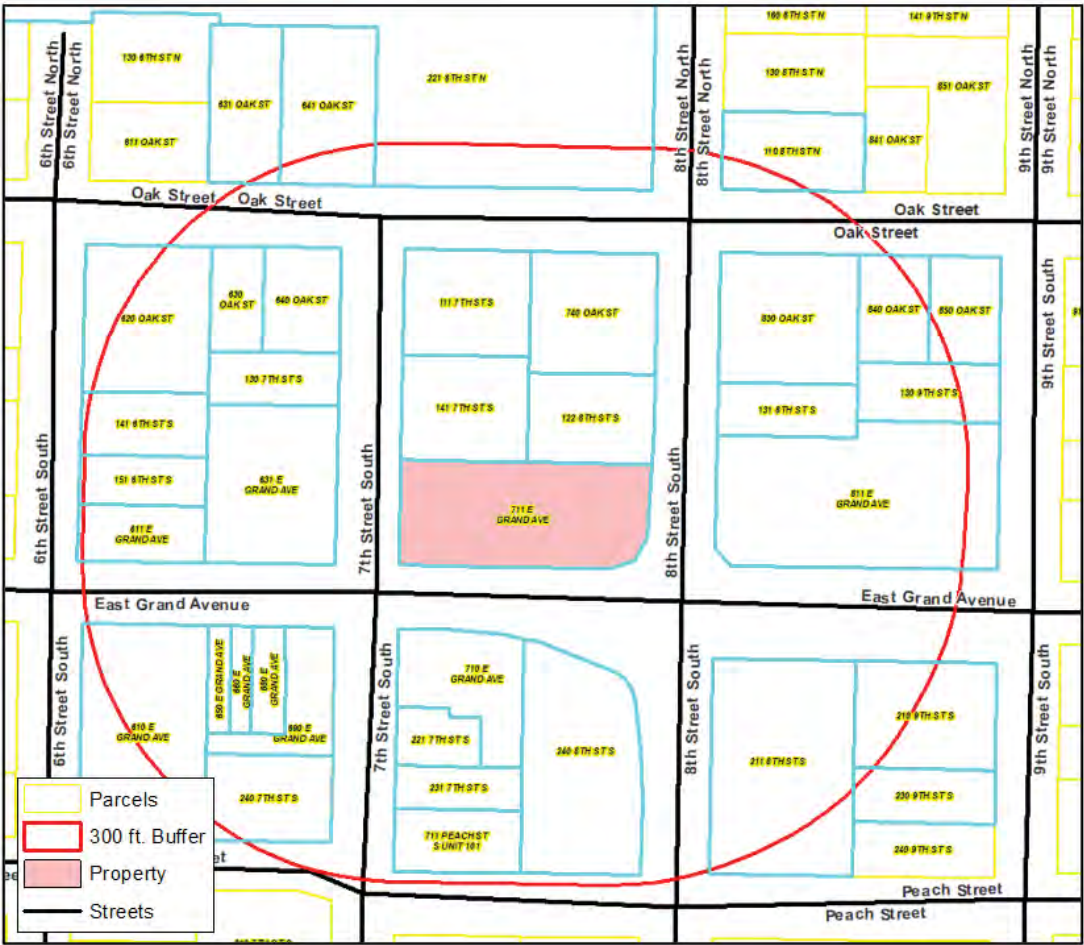 160 8TH ST N
141 9TH ST N
6th Street North
6th Street North
130 6TH ST N
221 8TH ST N
8th Street North
8th Street North
130 8TH ST N
851 OAK ST
9th Street North
9th Street North
631 OAK ST
641 OAK ST
611 OAK ST
110 8TH ST N
841 OAK ST
Oak Street
Oak Street
Oak Street
Oak Street
620 OAK ST
630
OAK ST
640 OAK ST
111 7TH ST S
740 OAK ST
830 OAK ST
840 OAK ST
850 OAK ST
9th Street South
130 7TH ST S
141 6TH ST S
141 7TH ST S
122 8TH ST S
131 8TH ST S
130 9TH ST S
6th Street South
151 6TH ST S
631 E
GRAND AVE
7th Street South
711 E
GRAND AVE
8th Street South
811 E
GRAND AVE
611 E
GRAND AVE
East Grand Avenue
East Grand Avenue
6th Street South
610 E
GRAND AVE
650 E GRAND AVE
660 E
GRAND AVE
680 E
GRAND AVE
690 E
GRAND AVE
7th Street South
710 E
GRAND AVE
221 7TH ST S
240 8TH ST S
8th Street South
211 8TH ST S
210 9TH ST S
9th Street South
240 7TH ST S
231 7TH ST S
230 9TH ST S
711 PEACH ST
S UNIT 101
240 9TH ST S
Peach Street
Peach Street
Parcels
300 ft. Buffer
Property
Streets